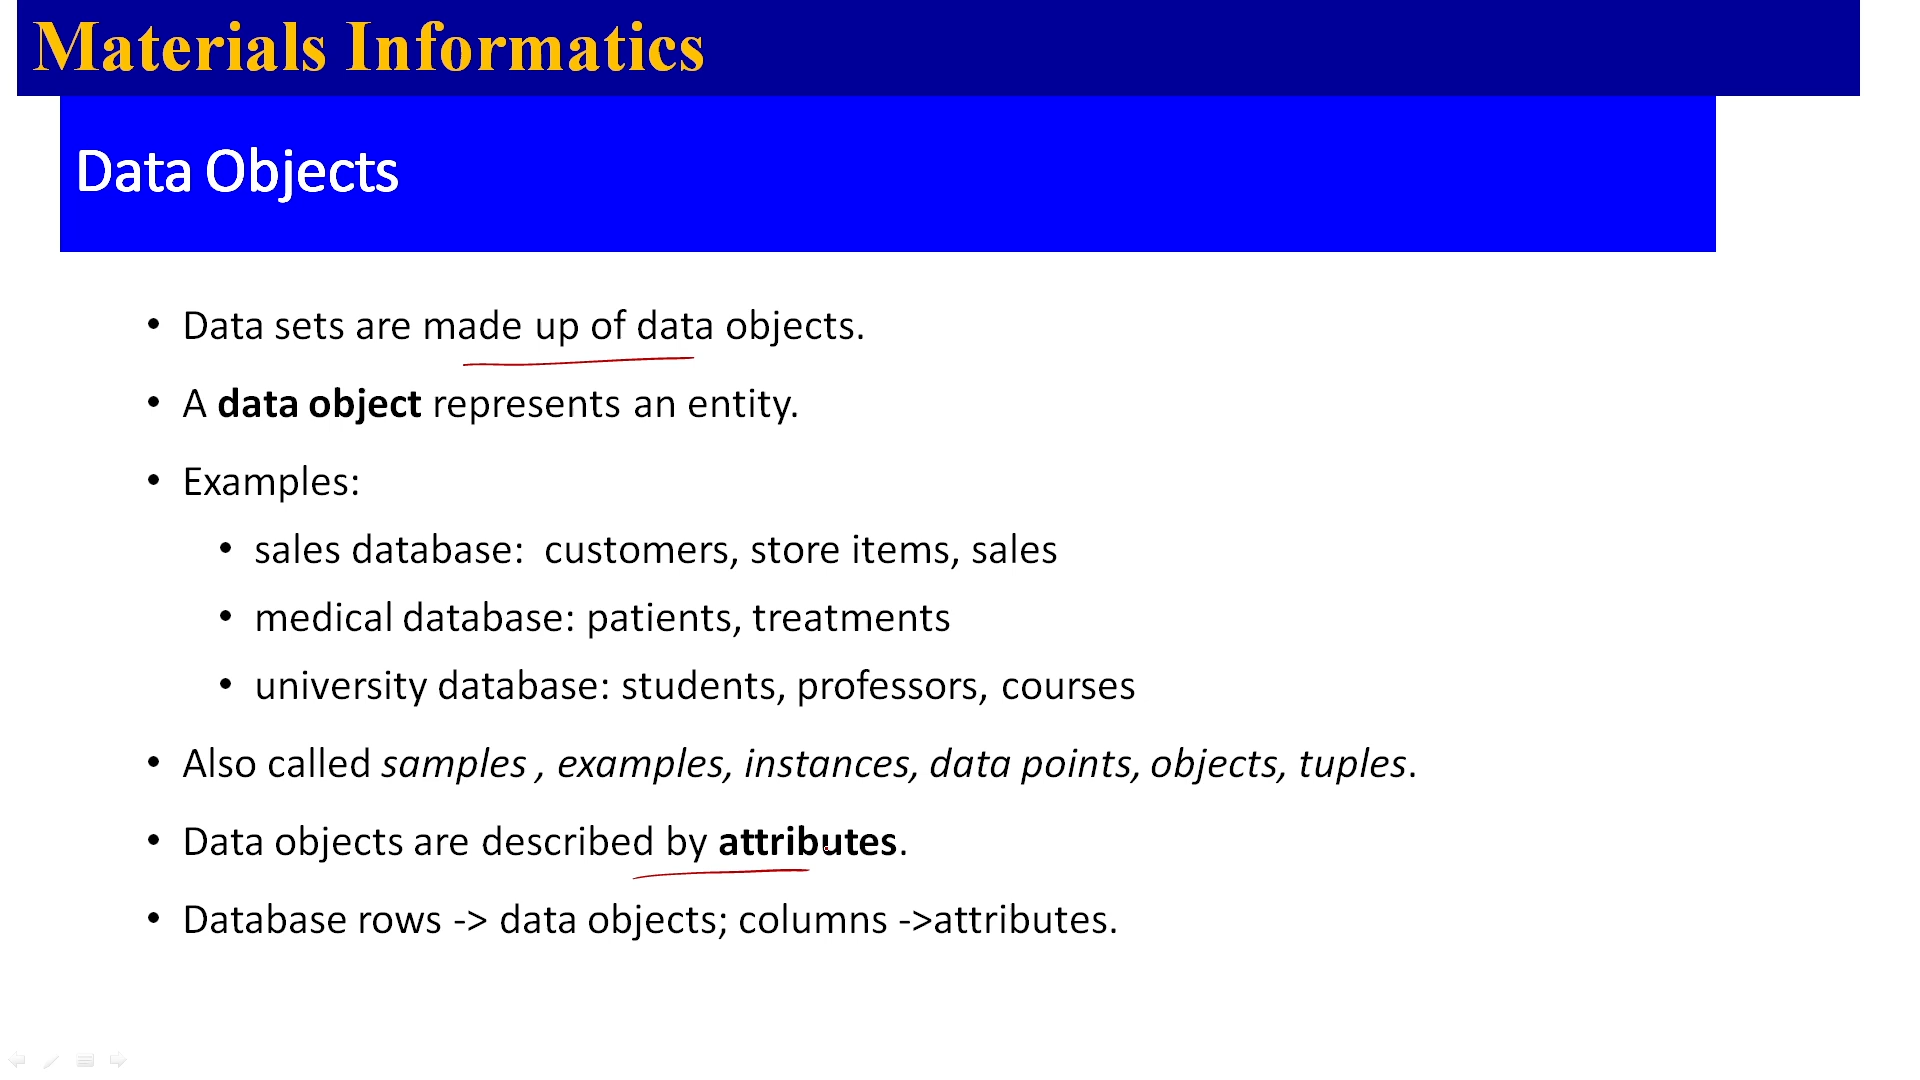 Materials Informatics
Data Objects
• Data sets are made up of data objects.
• A data object represents an entity.
• Examples:
• sales database:  customers, store items, sales
• medical database: patients, treatments
• university database: students, professors, courses
• Also called samples , examples, instances, data points, objects, tuples.
• Data objects are described by attributes.
• Database rows -> data objects; columns ->attributes.